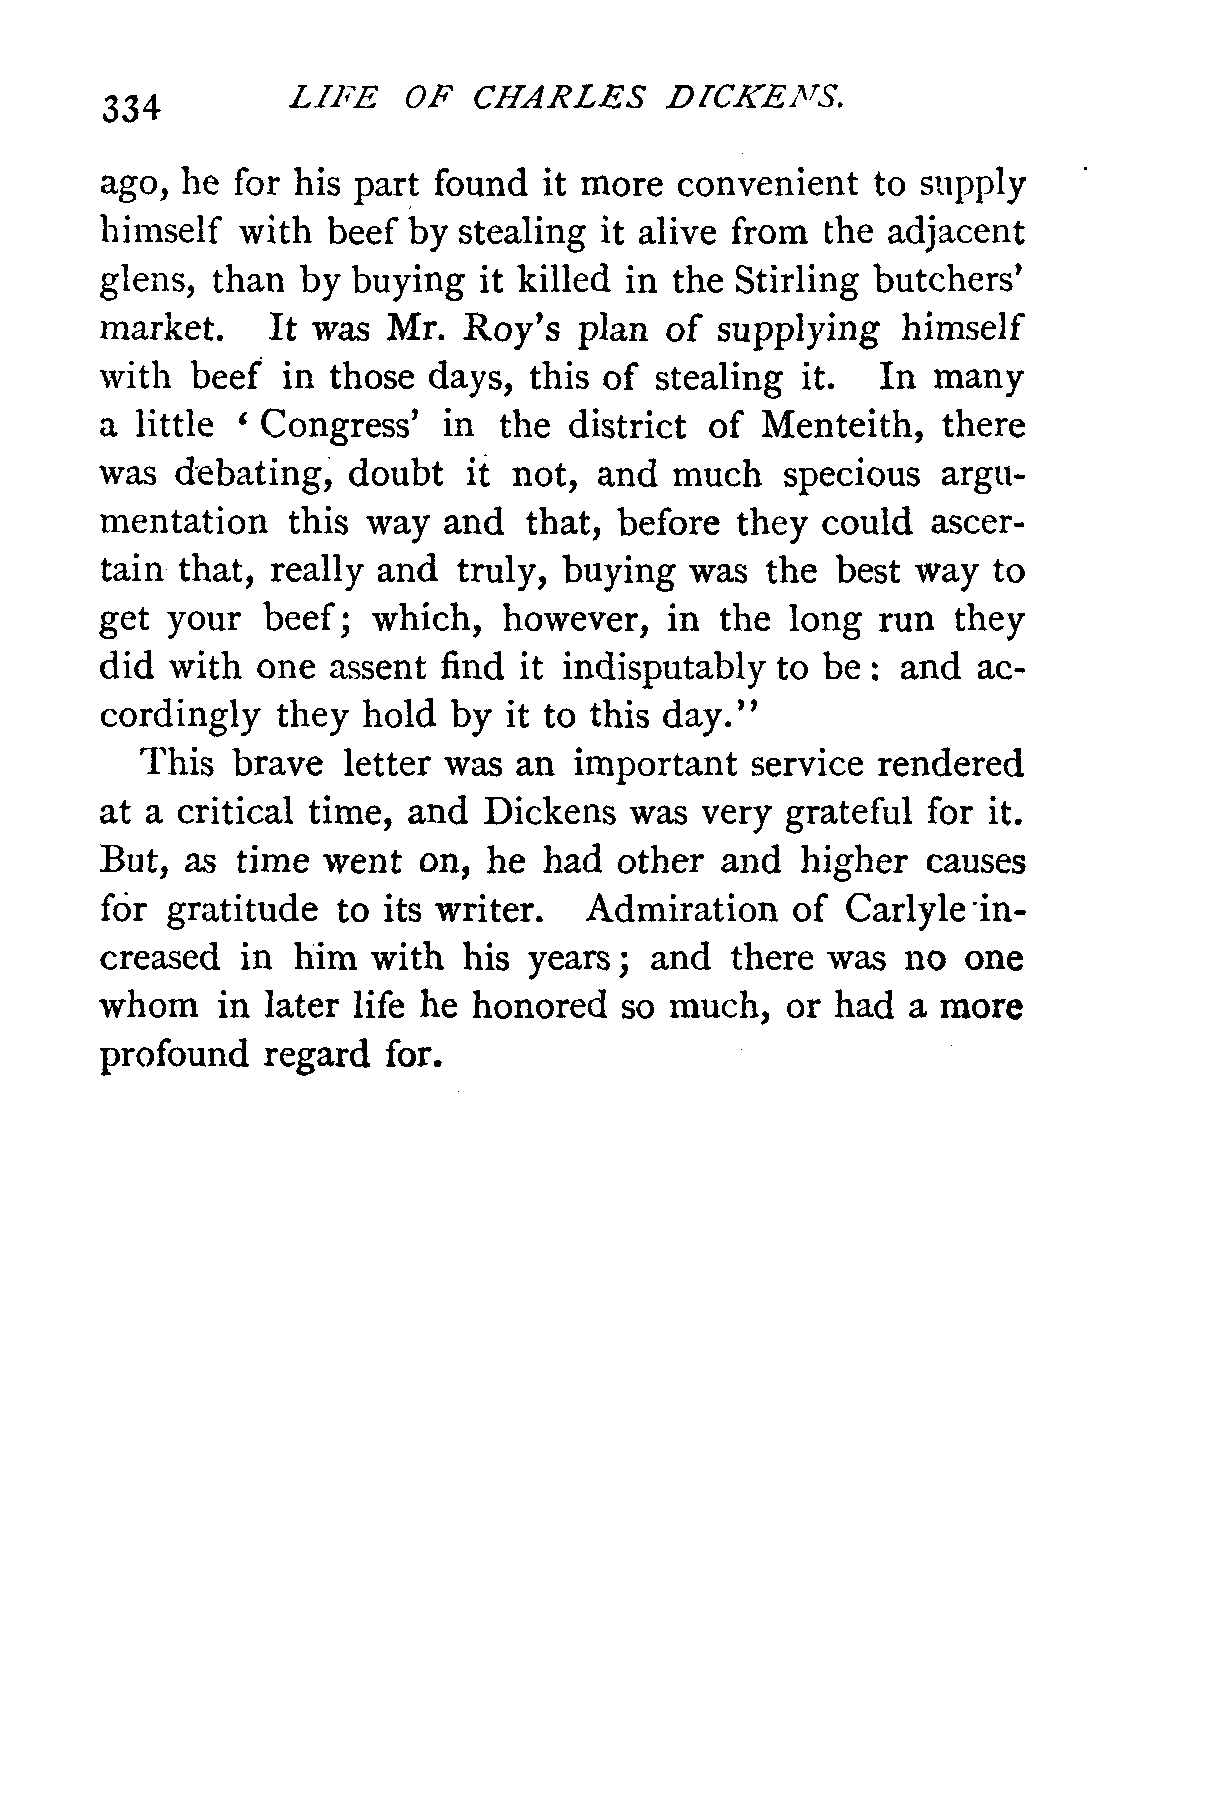 334 LIFE OF CHARLES DICKENS.
ago, he for his part found it more convenient to supply
himself with beef by stealing it alive from the adjacent
glens, than by buying it killed in the Stirling butchers'
market. It was Mr. Roy's plan of supplying himself
with beef in those days, this of stealing it. In many
a little ‘Congress’ in the district of Menteith, there
was debating, doubt it not, and much specious argu-
mentation this way and that, before they could ascer-
tain that, really and truly, buying was the best way to
get your beef; which, however, in the long run they
did with one assent find it indisputably to be: and ac-
cordingly they hold by it to this day."
This brave letter was an important service rendered
at a critical time, and Dickens was very grateful for it.
But, as time went on, he had other and higher causes
for gratitude to its writer. Admiration of Carlyle in-
creased in him with his years; and there was no one
whom in later life he honored so much, or had a more
profound regard for.